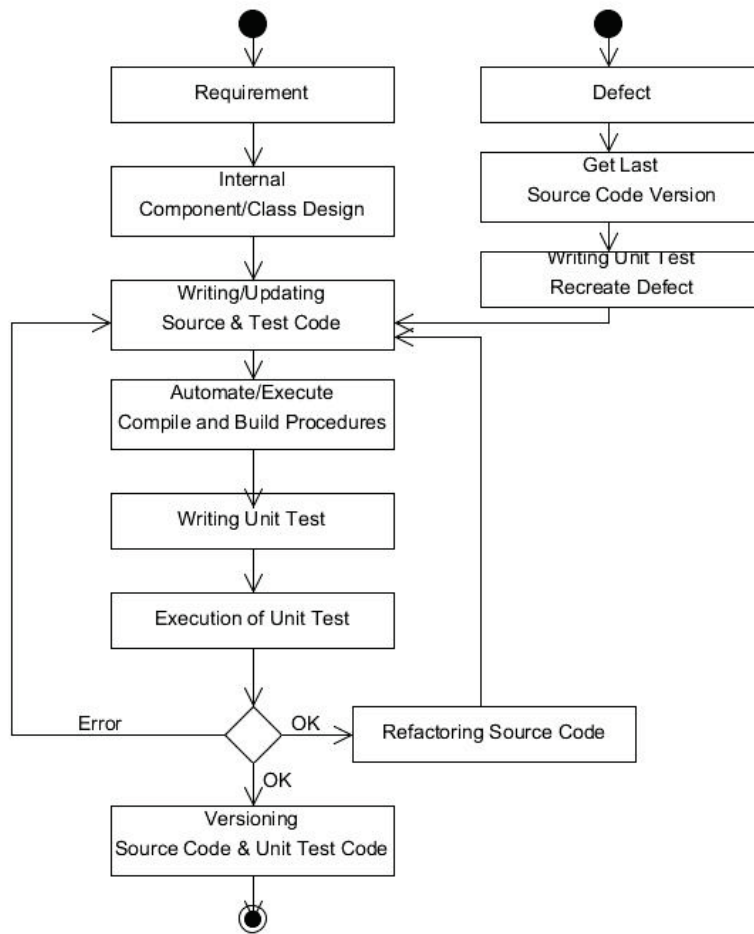 Requirement
Defect
Internal
Component/Class Design
Get Last
Source Code Version
Writing Unit Test
Recreate Defect
Writing/Updating
Source & Test Code
Automate/Execute
Compile and Build Procedures
Writing Unit Test
Execution of Unit Test
Error
OK
Refactoring Source Code
OK
Versioning
Source Code & Unit Test Code